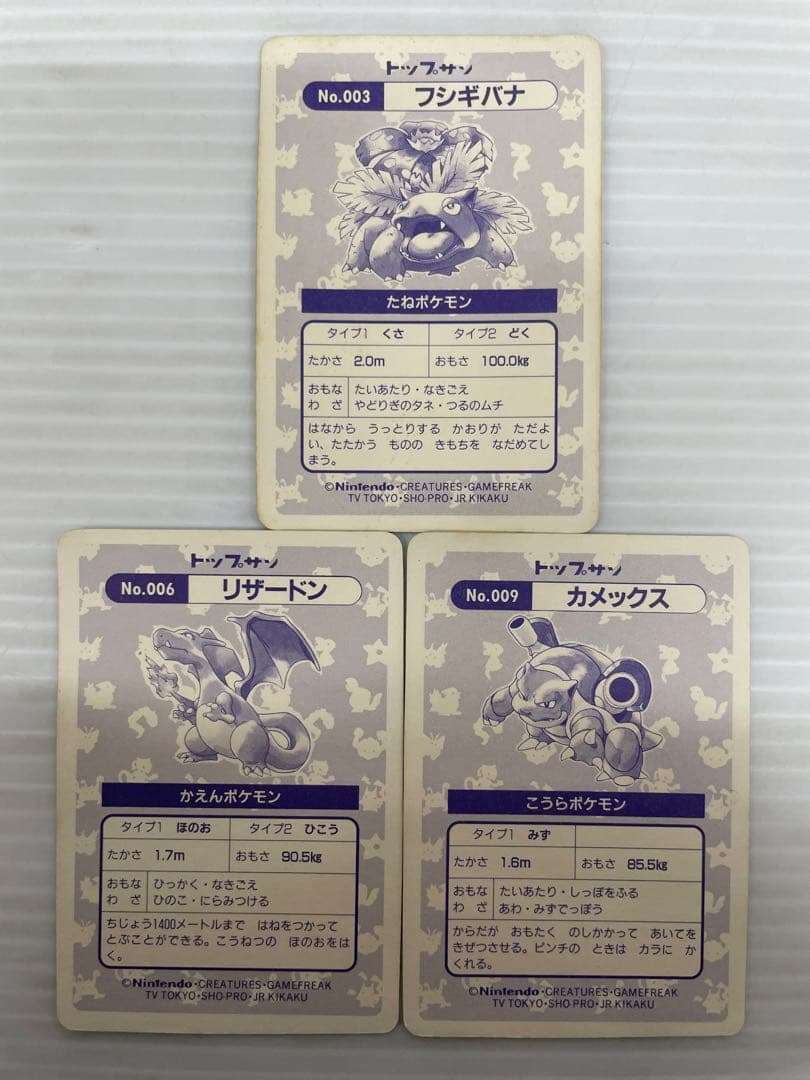 トップサン
No.003 フシギバナ
たねポケモン
タイプ1 くさ タイプ2 どく
たかさ 2.0m おもさ 100.0kg
おもな たいあたり・なきごえ
わざ やどりぎのタネ・つるのムチ
はなから うっとりする かおりが ただよ
い、たたかう ものの きもちを なだめてし
まう。
©Nintendo・CREATURES・GAMEFREAK
TV TOKYO・SHO・PRO・JR KIKAKU
トップサン
No.006 リザードン
かえんポケモン
タイプ1 ほのお タイプ2 ひこう
たかさ 1.7m おもさ 90.5kg
おもな ひっかく・なきごえ
わざ ひのこ・にらみつける
ちじょう1400メートルまで はねをつかって
とぶことができる。こうねつの ほのおをは
く。
©Nintendo・CREATURES・GAMEFREAK
TV TOKYO・SHO・PRO・JR KIKAKU
トップサン
No.009 カメックス
こうらポケモン
タイプ1 みず
たかさ 1.6m おもさ 85.5kg
おもな たいあたり・しっぽをふる
わざ あわ・みずでっぽう
からだが おもたく のしかかって あいてを
きぜつさせる。ピンチの ときは カラに か
くれる。
©Nintendo・CREATURES・GAMEFREAK
TV TOKYO・SHO・PRO・JR KIKAKU